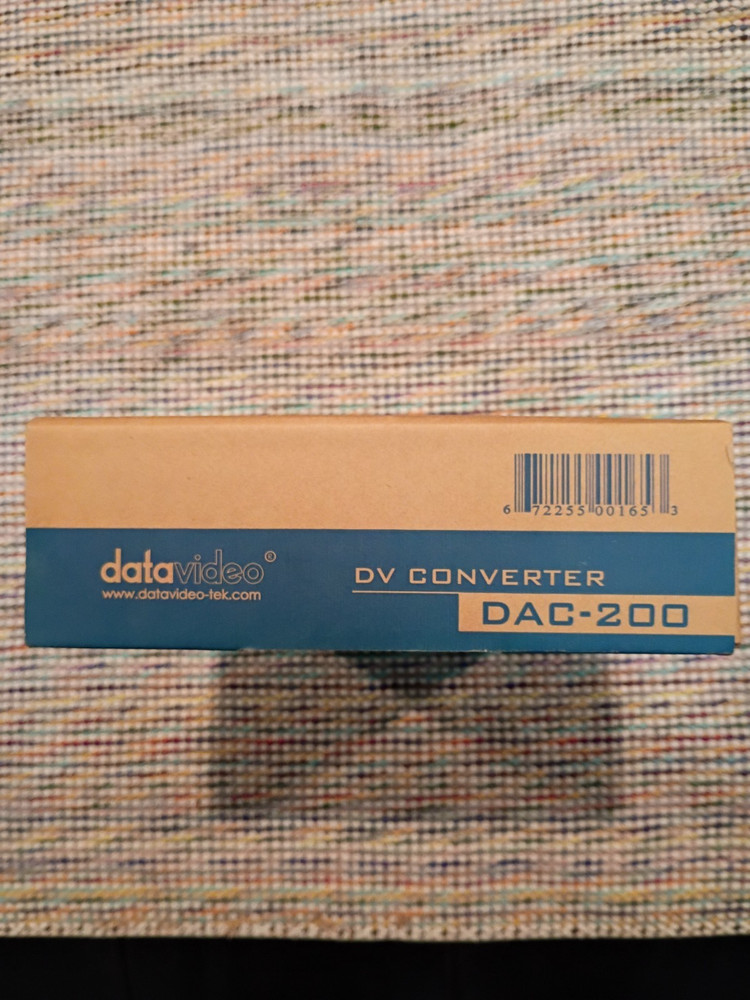 6 72255 00165 3
datavideo®
www.datavideo-tek.com
DV CONVERTER
DAC-200